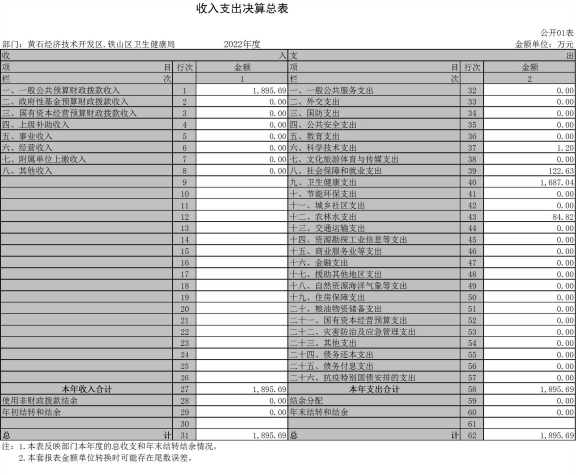 收入支出决算总表
公开01表
部门：黄石经济技术开发区.铁山区卫生健康局 2022年度 金额单位：万元
收 入 支 出
项 目 行次 金额 项 目 行次 金额
栏 次 1 栏 次 2
一、一般公共预算财政拨款收入 1 1,895.69 一、一般公共服务支出 32 0.00
二、政府性基金预算财政拨款收入 2 0.00 二、外交支出 33 0.00
三、国有资本经营预算财政拨款收入 3 0.00 三、国防支出 34 0.00
四、上级补助收入 4 0.00 四、公共安全支出 35 0.00
五、事业收入 5 0.00 五、教育支出 36 0.00
六、经营收入 6 0.00 六、科学技术支出 37 1.20
七、附属单位上缴收入 7 0.00 七、文化旅游体育与传媒支出 38 0.00
八、其他收入 8 0.00 八、社会保障和就业支出 39 122.63
9 九、卫生健康支出 40 1,687.04
10 十、节能环保支出 41 0.00
11 十一、城乡社区支出 42 0.00
12 十二、农林水支出 43 84.82
13 十三、交通运输支出 44 0.00
14 十四、资源勘探工业信息等支出 45 0.00
15 十五、商业服务业等支出 46 0.00
16 十六、金融支出 47 0.00
17 十七、援助其他地区支出 48 0.00
18 十八、自然资源海洋气象等支出 49 0.00
19 十九、住房保障支出 50 0.00
20 二十、粮油物资储备支出 51 0.00
21 二十一、国有资本经营预算支出 52 0.00
22 二十二、灾害防治及应急管理支出 53 0.00
23 二十三、其他支出 54 0.00
24 二十四、债务还本支出 55 0.00
25 二十五、债务付息支出 56 0.00
26 二十六、抗疫特别国债安排的支出 57 0.00
本年收入合计 27 1,895.69 本年支出合计 58 1,895.69
使用非财政拨款结余 28 0.00 结余分配 59 0.00
年初结转和结余 29 0.00 年末结转和结余 60 0.00
30 61
总 计 31 1,895.69 总 计 62 1,895.69
注：1.本表反映部门本年度的总收支和年末结转结余情况。
2.本套报表金额单位转换时可能存在尾数误差。